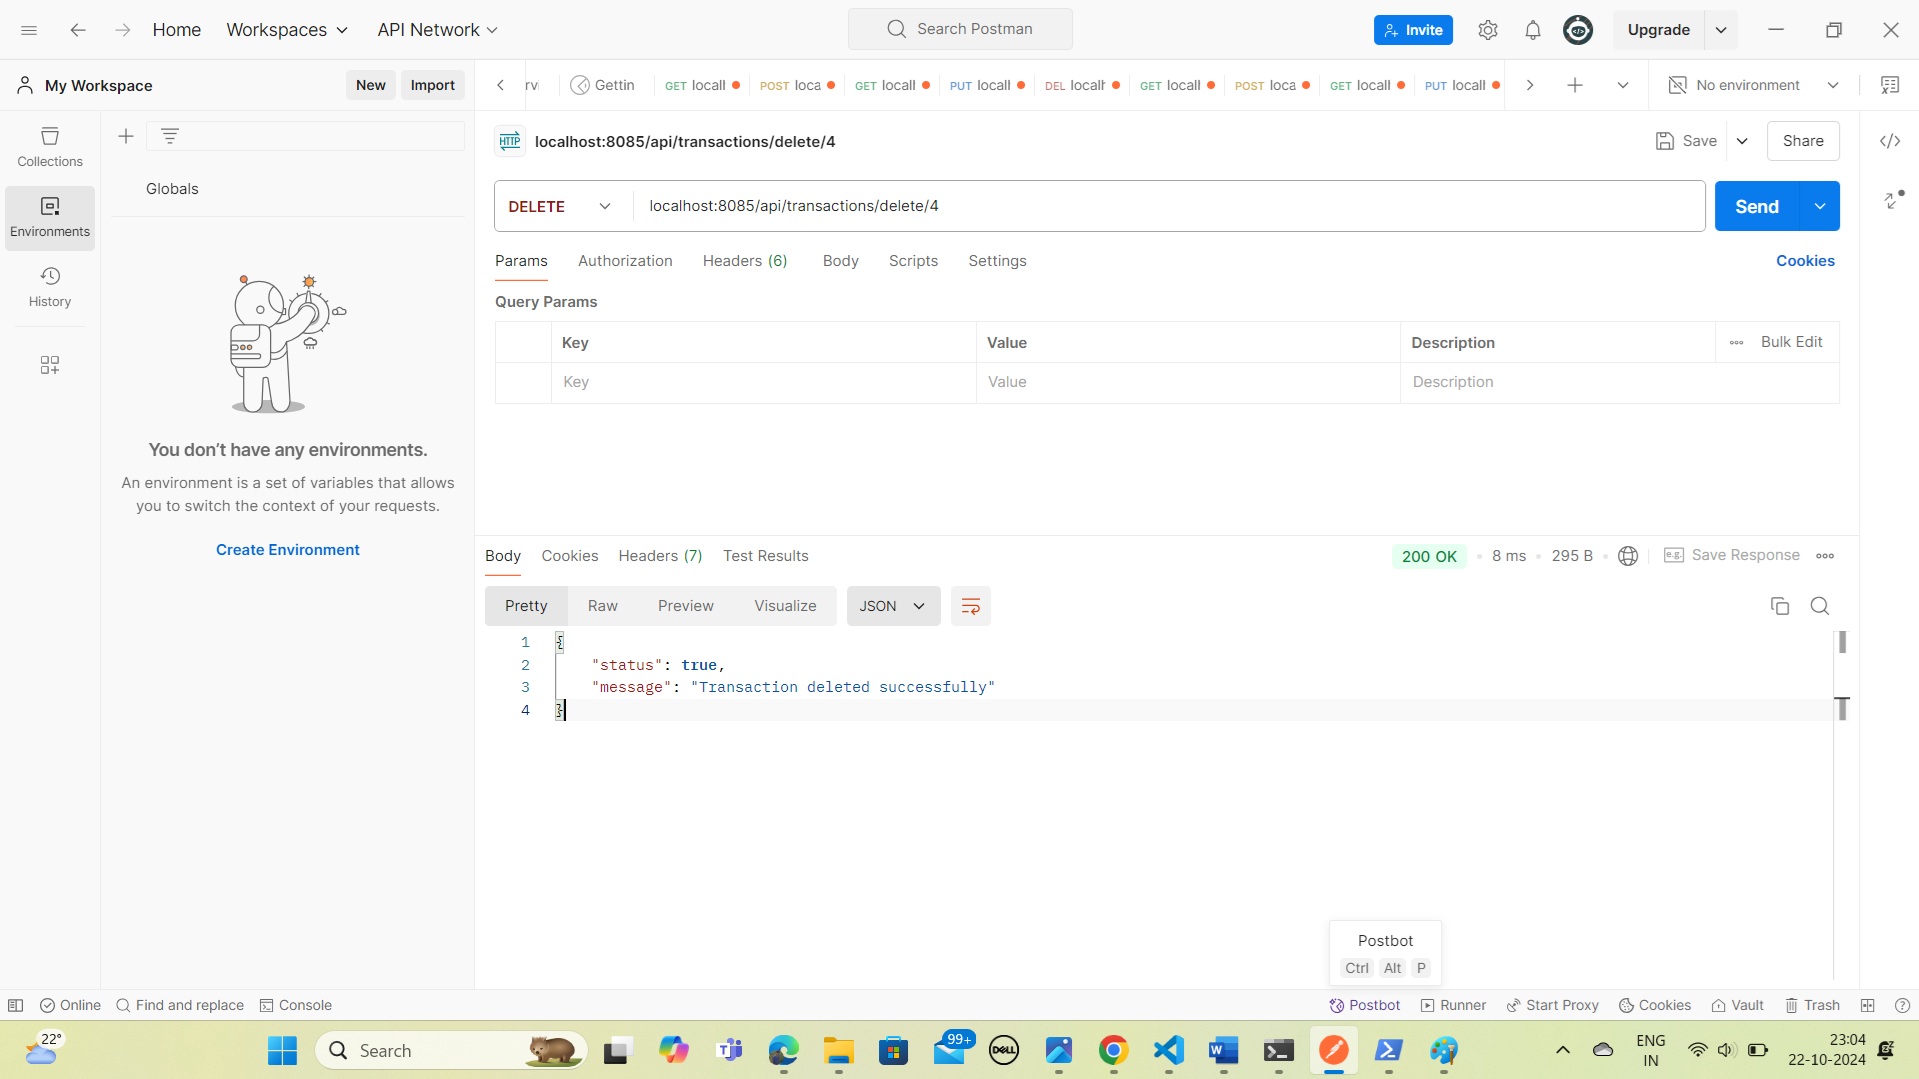 Home Workspaces API Network Search Postman Invite Upgrade
My Workspace New Import
Gettin GET locall POST loca GET locall PUT locall DEL locall GET locall POST loca GET locall PUT locall No environment
Collections
Environments
History
Globals
You don’t have any environments.
An environment is a set of variables that allows
you to switch the context of your requests.
Create Environment
HTTP localhost:8085/api/transactions/delete/4 Save Share
DELETE localhost:8085/api/transactions/delete/4 Send
Params Authorization Headers (6) Body Scripts Settings Cookies
Query Params
Key Value Description Bulk Edit
Key Value Description
Body Cookies Headers (7) Test Results 200 OK 8 ms 295 B e.g. Save Response
Pretty Raw Preview Visualize JSON
1 {
2 "status": true,
3 "message": "Transaction deleted successfully"
4 }
Postbot
Ctrl Alt P
Online Find and replace Console Postbot Runner Start Proxy Cookies Vault Trash
22° Search 99+ DELL ENG 23:04
IN 22-10-2024